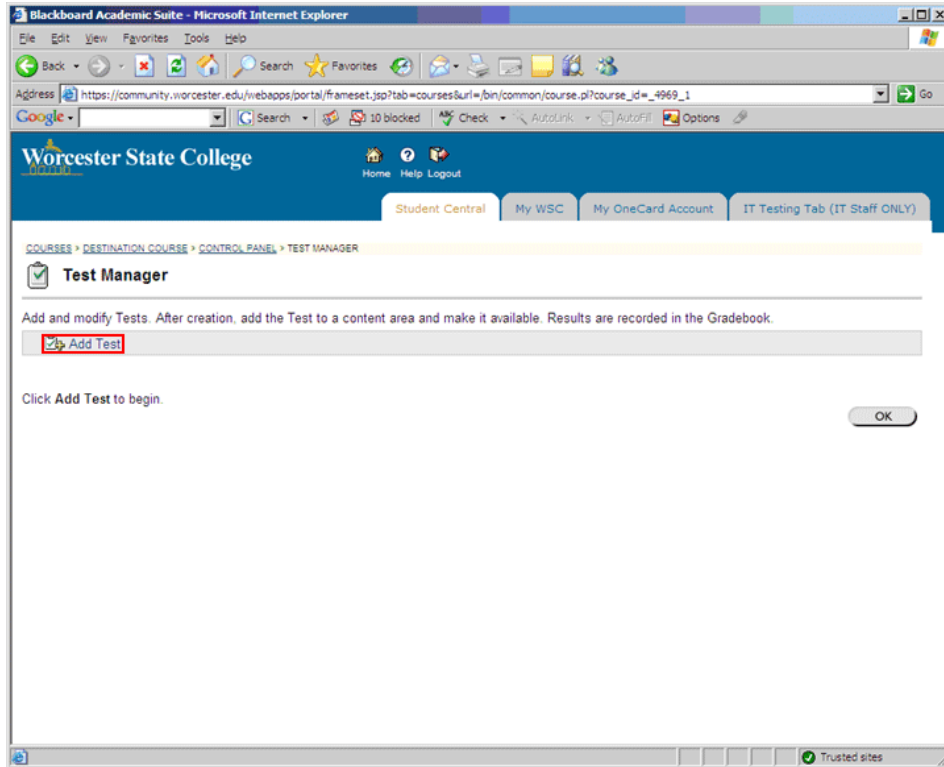 Blackboard Academic Suite - Microsoft Internet Explorer
File Edit View Favorites Tools Help
Back Search Favorites
Address https://community.worcester.edu/webapps/portal/frameset.jsp?tab=courses&url=/bin/common/course.pl?course_id=_4969_1 Go
Google Search 10 blocked ABC Check AutoLink AutoFill Options
Worcester State College
Home Help Logout
Student Central My WSC My OneCard Account IT Testing Tab (IT Staff ONLY)
COURSES > DESTINATION COURSE > CONTROL PANEL > TEST MANAGER
Test Manager
Add and modify Tests. After creation, add the Test to a content area and make it available. Results are recorded in the Gradebook.
Add Test
Click Add Test to begin.
OK
Trusted sites